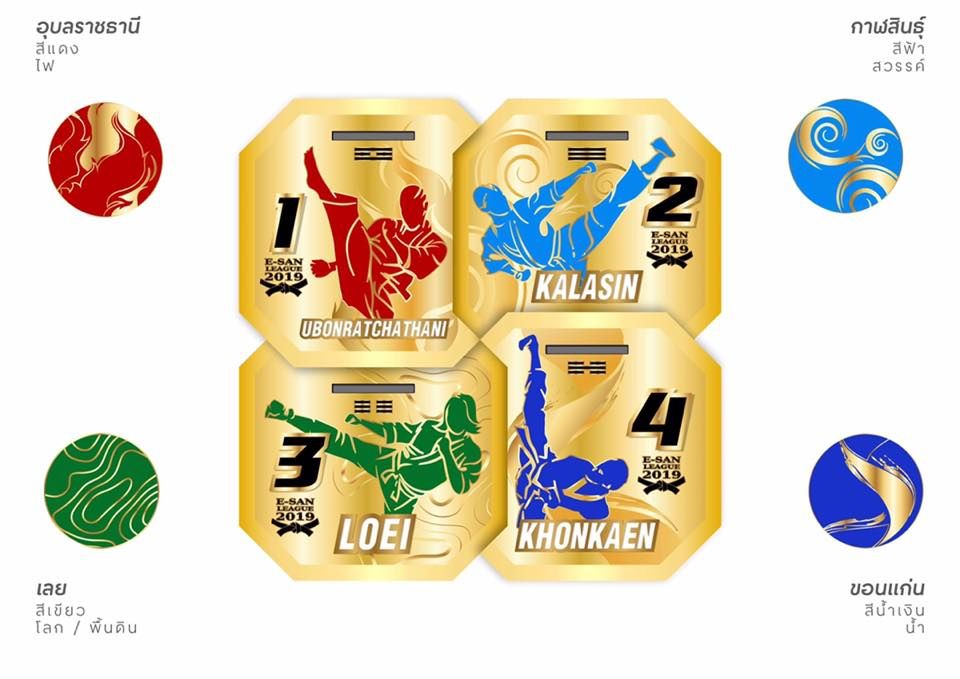 อุบลราชธานี
สีแดง
ไฟ
กาฬสินธุ์
สีฟ้า
สวรรค์
1
E-SAN
LEAGUE
2019
UBONRATCHATHANI
2
E-SAN
LEAGUE
2019
KALASIN
3
E-SAN
LEAGUE
2019
LOEI
4
E-SAN
LEAGUE
2019
KHONKAEN
เลย
สีเขียว
โลก / พื้นดิน
ขอนแก่น
สีน้ำเงิน
น้ำ